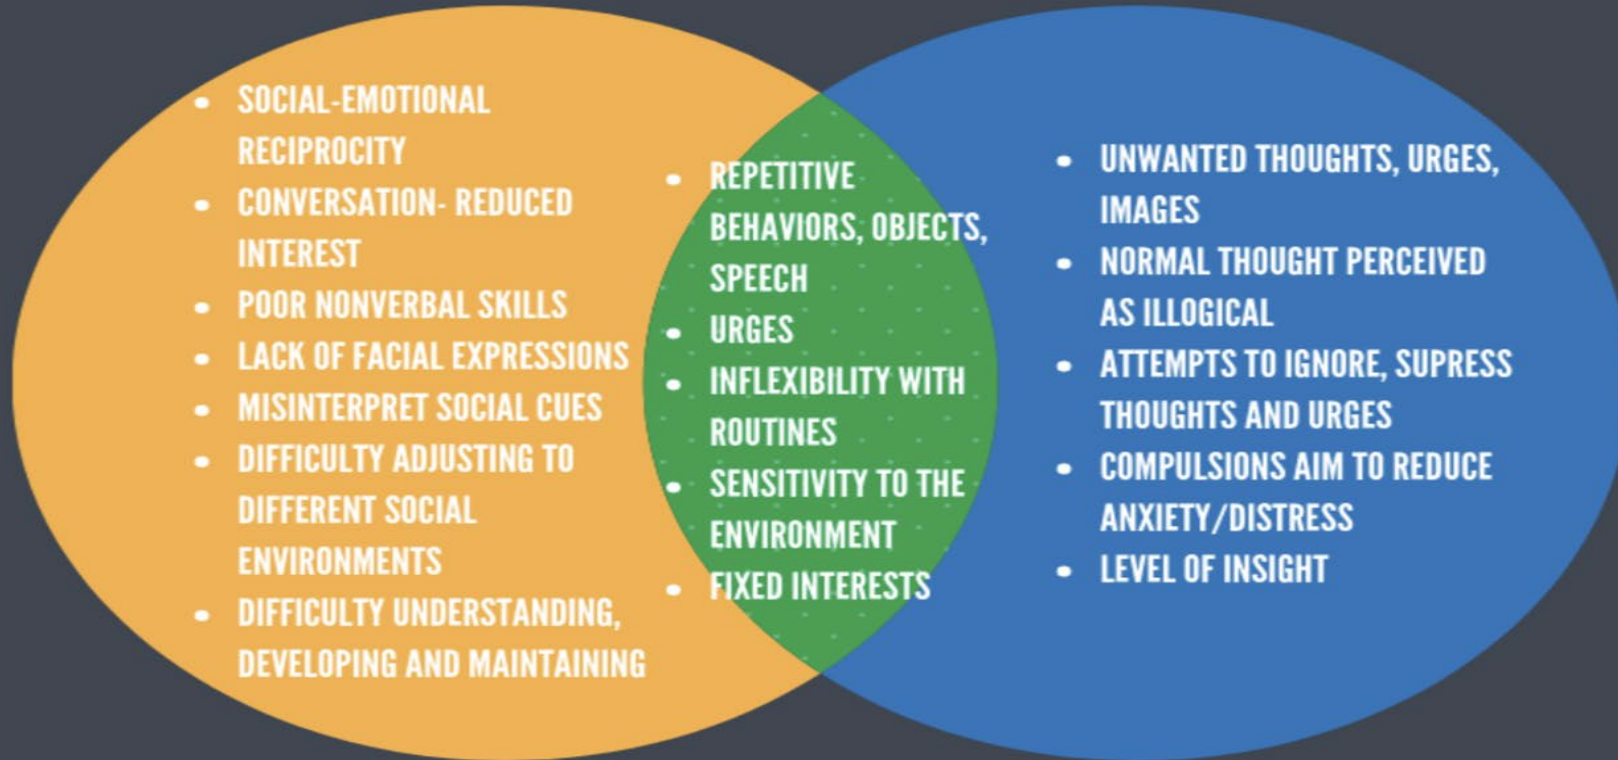 • SOCIAL-EMOTIONAL
RECIPROCITY
• CONVERSATION- REDUCED
INTEREST
• POOR NONVERBAL SKILLS
• LACK OF FACIAL EXPRESSIONS
• MISINTERPRET SOCIAL CUES
• DIFFICULTY ADJUSTING TO
DIFFERENT SOCIAL
ENVIRONMENTS
• DIFFICULTY UNDERSTANDING,
DEVELOPING AND MAINTAINING
• REPETITIVE
BEHAVIORS, OBJECTS,
SPEECH
• URGES
• INFLEXIBILITY WITH
ROUTINES
• SENSITIVITY TO THE
ENVIRONMENT
• FIXED INTERESTS
• UNWANTED THOUGHTS, URGES,
IMAGES
• NORMAL THOUGHT PERCEIVED
AS ILLOGICAL
• ATTEMPTS TO IGNORE, SUPRESS
THOUGHTS AND URGES
• COMPULSIONS AIM TO REDUCE
ANXIETY/DISTRESS
• LEVEL OF INSIGHT